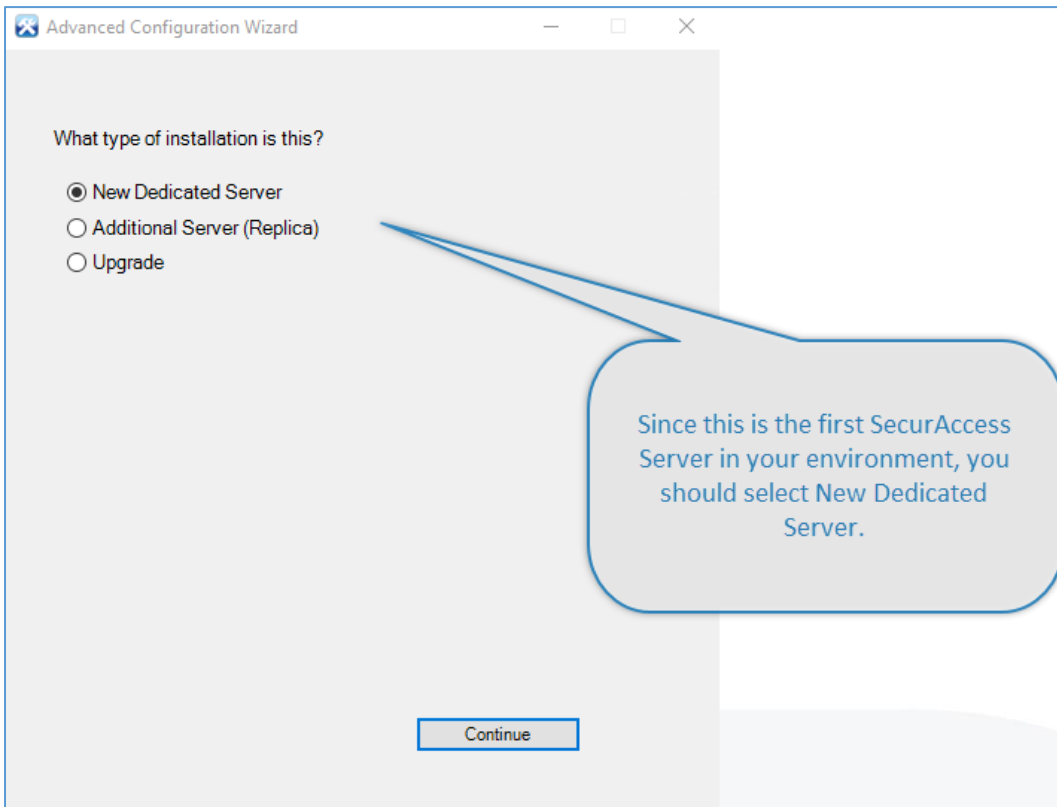 Advanced Configuration Wizard
What type of installation is this?
New Dedicated Server
Additional Server (Replica)
Upgrade
Since this is the first SecurAccess
Server in your environment, you
should select New Dedicated
Server.
Continue